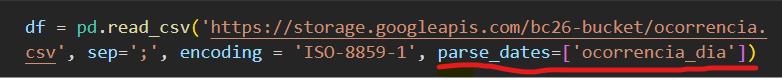 df = pd.read_csv('https://storage.googleapis.com/bc26-bucket/ocorrencia.
csv', sep=';', encoding = 'ISO-8859-1', parse_dates=['ocorrencia_dia'])